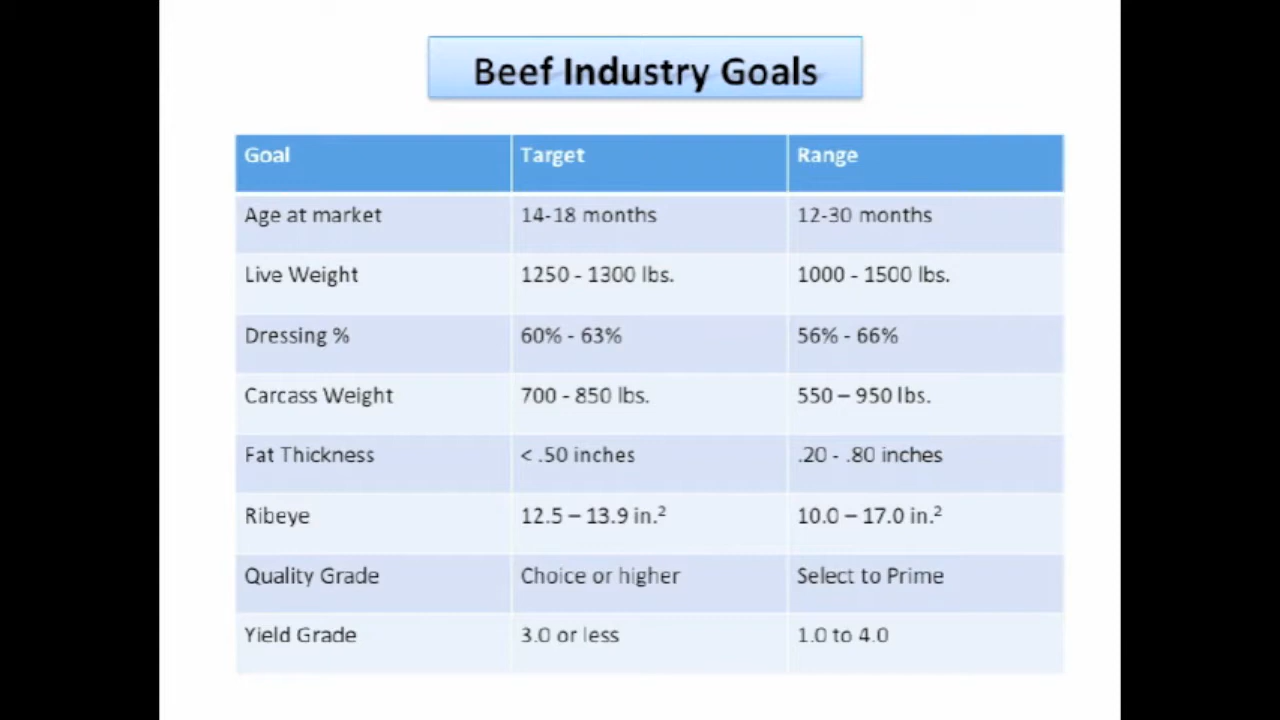 Beef Industry Goals
Goal Target Range
Age at market 14-18 months 12-30 months
Live Weight 1250 - 1300 lbs. 1000 - 1500 lbs.
Dressing % 60% - 63% 56% - 66%
Carcass Weight 700 - 850 lbs. 550 – 950 lbs.
Fat Thickness < .50 inches .20 - .80 inches
Ribeye 12.5 – 13.9 in.² 10.0 – 17.0 in.²
Quality Grade Choice or higher Select to Prime
Yield Grade 3.0 or less 1.0 to 4.0